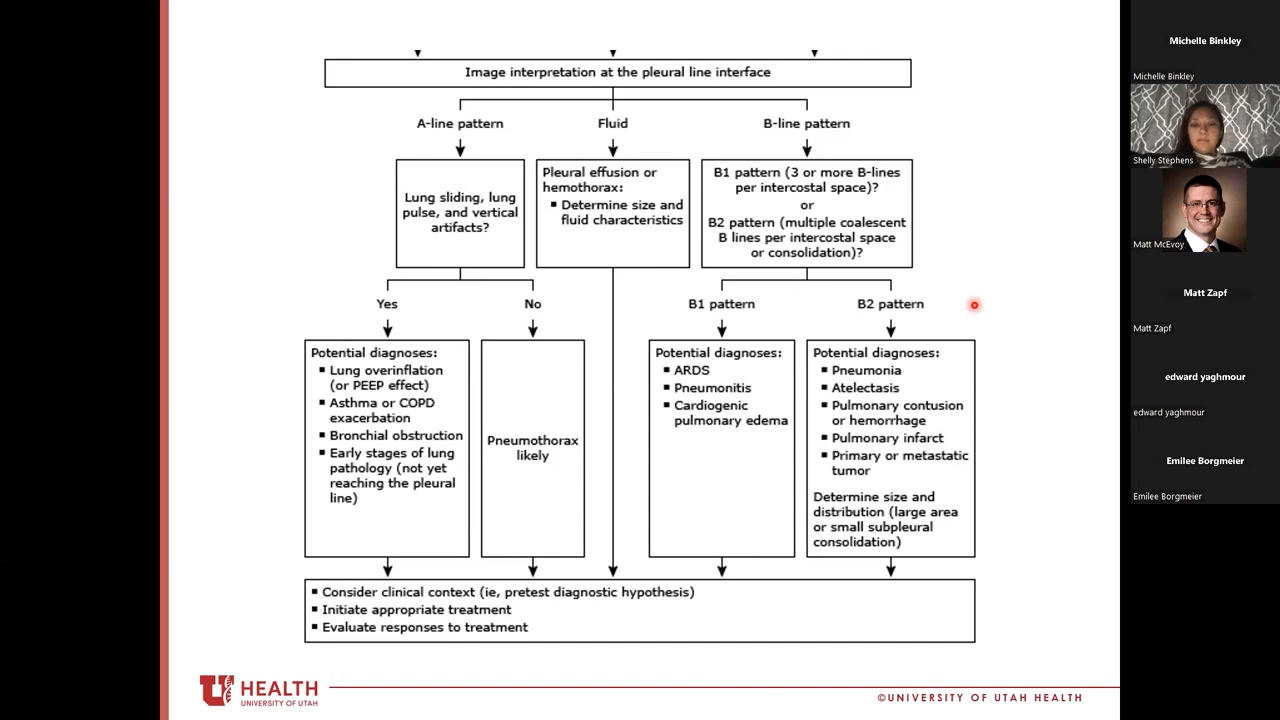 Image interpretation at the pleural line interface
A-line pattern
Fluid
B-line pattern
Lung sliding, lung
pulse, and vertical
artifacts?
Pleural effusion or
hemothorax:
▪ Determine size and
fluid characteristics
B1 pattern (3 or more B-lines
per intercostal space)?
or
B2 pattern (multiple coalescent
B lines per intercostal space
or consolidation)?
Yes
No
B1 pattern
B2 pattern
Potential diagnoses:
▪ Lung overinflation
(or PEEP effect)
▪ Asthma or COPD
exacerbation
▪ Bronchial obstruction
▪ Early stages of lung
pathology (not yet
reaching the pleural
line)
Pneumothorax
likely
Potential diagnoses:
▪ ARDS
▪ Pneumonitis
▪ Cardiogenic
pulmonary edema
Potential diagnoses:
▪ Pneumonia
▪ Atelectasis
▪ Pulmonary contusion
or hemorrhage
▪ Pulmonary infarct
▪ Primary or metastatic
tumor
Determine size and
distribution (large area
or small subpleural
consolidation)
▪ Consider clinical context (ie, pretest diagnostic hypothesis)
▪ Initiate appropriate treatment
▪ Evaluate responses to treatment
U HEALTH
UNIVERSITY OF UTAH
©UNIVERSITY OF UTAH HEALTH
Michelle Binkley
Michelle Binkley
Shelly Stephens
Matt McEvoy
Matt Zapf
Matt Zapf
edward yaghmour
edward yaghmour
Emilee Borgmeier
Emilee Borgmeier